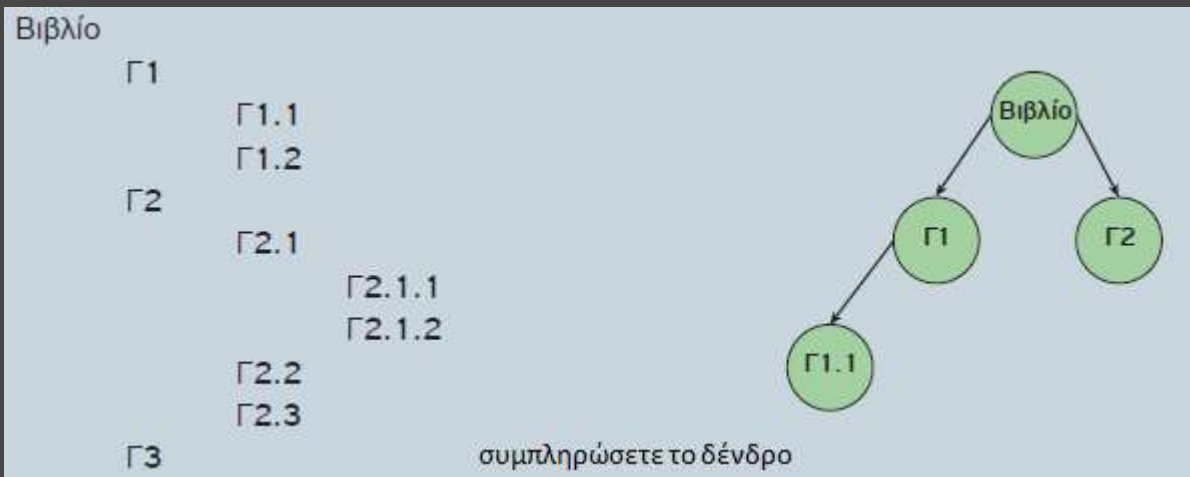 Βιβλίο
Γ1
Γ1.1
Γ1.2
Γ2
Γ2.1
Γ2.1.1
Γ2.1.2
Γ2.2
Γ2.3
Γ3
συμπληρώσετε το δένδρο
Βιβλίο
Γ1
Γ2
Γ1.1